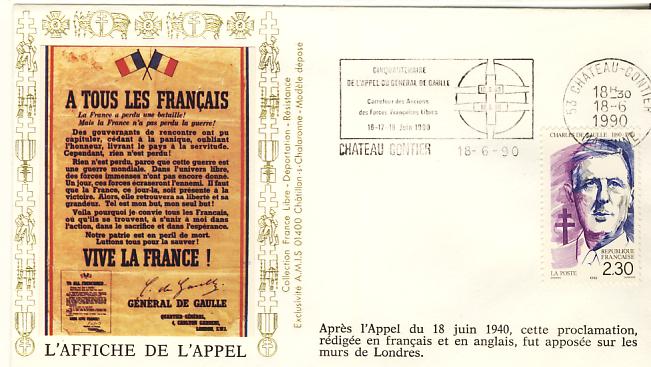 A TOUS LES FRANÇAIS
La France a perdu une bataille!
Mais la France n'a pas perdu la guerre!
Des gouvernants de rencontre ont pu
capituler, cédant à la panique, oubliant
l'honneur, livrant le pays à la servitude.
Cependant, rien n'est perdu!
Rien n'est perdu, parce que cette guerre est
une guerre mondiale. Dans l'univers libre,
des forces immenses n'ont pas encore donné.
Un jour, ces forces écraseront l'ennemi. Il faut
que la France, ce jour-là, soit présente à la
victoire. Alors, elle retrouvera sa liberté et sa
grandeur. Tel est mon but, mon seul but!
Voilà pourquoi je convie tous les Français,
où qu'ils se trouvent, à s'unir à moi dans
l'action, dans le sacrifice et dans l'espérance.
Notre patrie est en péril de mort.
Luttons tous pour la sauver!
VIVE LA FRANCE !
C. de Gaulle
GÉNÉRAL DE GAULLE
QUARTIER-GÉNÉRAL,
4, CARLTON GARDENS,
LONDON, S.W.1
TO ALL FRENCHMEN
L'AFFICHE DE L'APPEL
Collection France Libre - Déportation - Résistance
Exclusivité A.M.I.S 01400 Châtillon-s-Chalaronne - Modèle déposé
CINQUANTENAIRE
DE L'APPEL DU GENERAL DE GAULLE
Carrefour des Anciens
des Forces Françaises Libres
16-17-18 Juin 1990
CHATEAU GONTIER 18-6-90
53 CHATEAU-GONTIER
18H30
18-6
1990
MAYENNE
CHARLES DE GAULLE 1890-1970
RÉPUBLIQUE
FRANÇAISE
LA POSTE 2,30
Après l'Appel du 18 juin 1940, cette proclamation,
rédigée en français et en anglais, fut apposée sur les
murs de Londres.